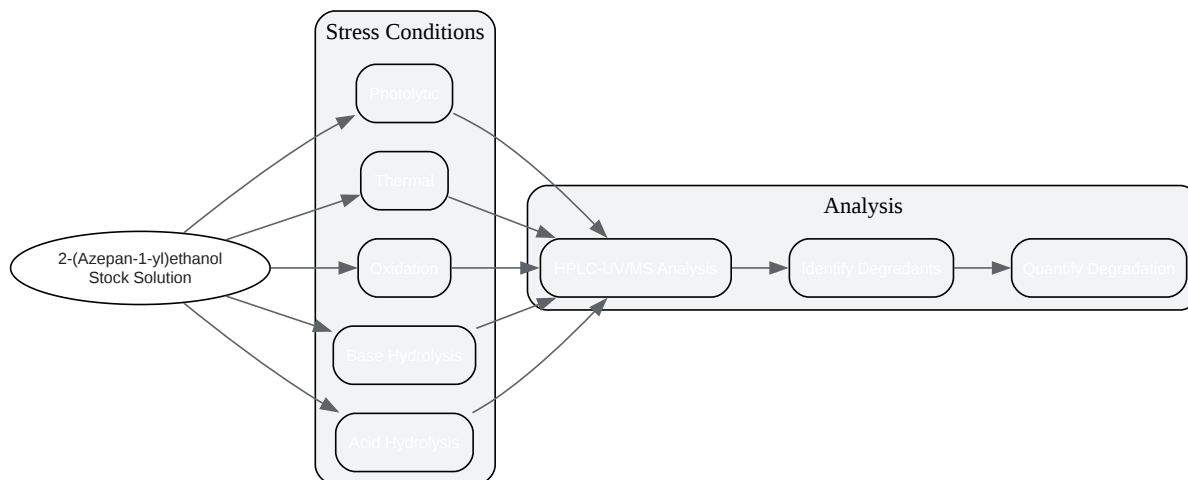 Stress Conditions
Photolytic
Thermal
Analysis
2-(Azepan-1-yl)ethanol
Stock Solution
Oxidation
HPLC-UV/MS Analysis
Identify Degradants
Quantify Degradation
Base Hydrolysis
Acid Hydrolysis